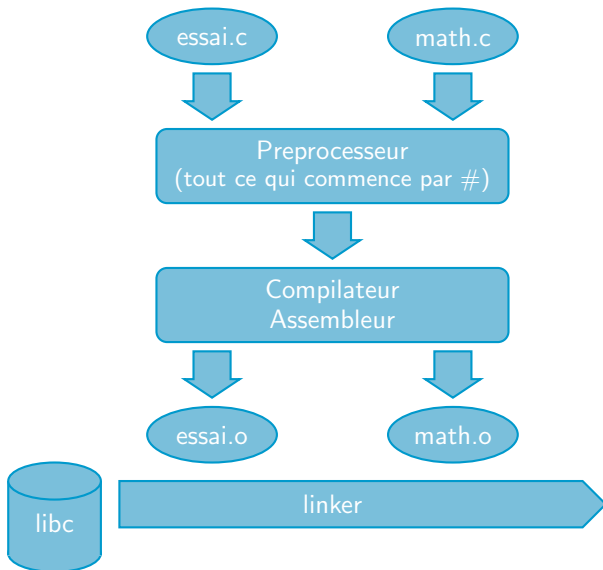 essai.c
math.c
Preprocesseur
(tout ce qui commence par #)
Compilateur
Assembleur
essai.o
math.o
libc
linker